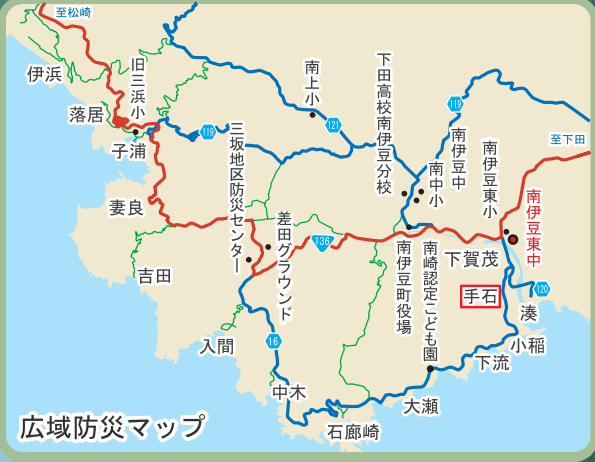 至松崎
伊浜
旧三浜小
落居
子浦
119
南上小
121
下田高校南伊豆分校
119
南伊豆中
南中小
南伊豆東小
至下田
南伊豆東中
妻良
三坂地区防災センター
差田グラウンド
136
吉田
南伊豆町役場
南崎認定こども園
下賀茂
手石
120
湊
小稲
下流
入間
16
中木
大瀬
石廊崎
広域防災マップ